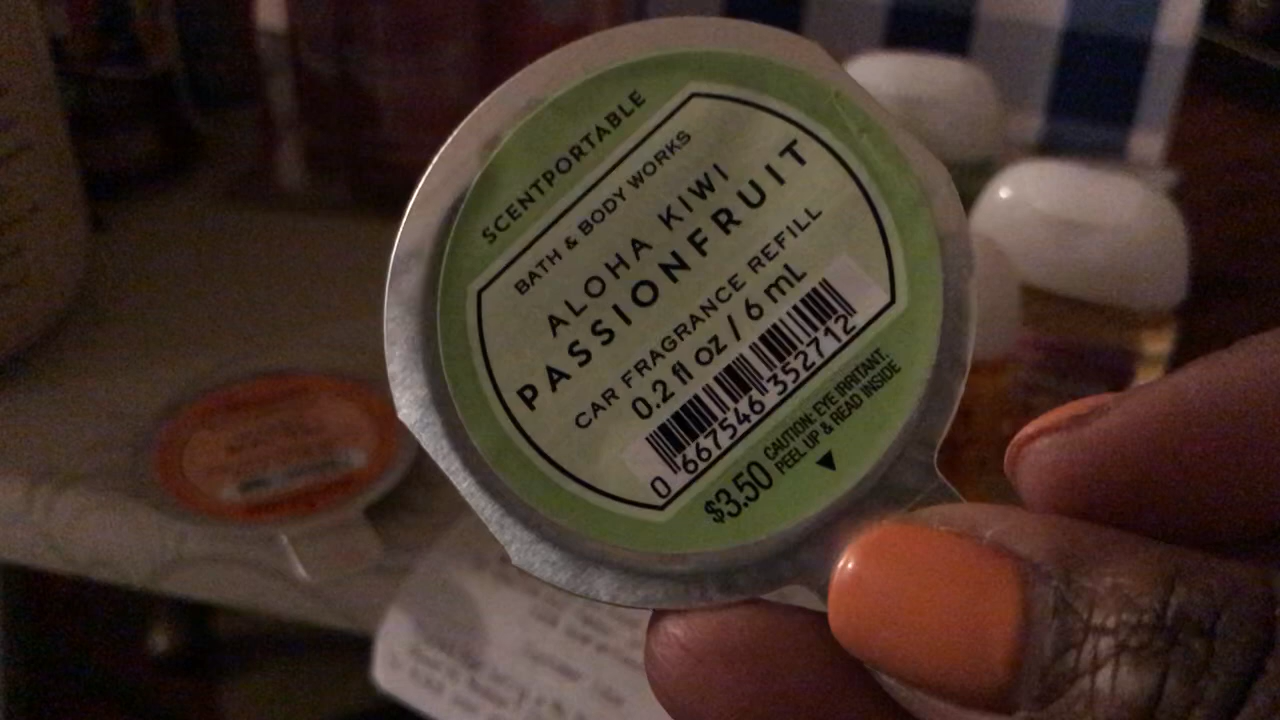 SCENTPORTABLE
BATH & BODY WORKS
ALOHA KIWI
PASSIONFRUIT
CAR FRAGRANCE REFILL
0.2 fl oz / 6 mL
0 667546 352712
$3.50
CAUTION: EYE IRRITANT.
PEEL UP & READ INSIDE